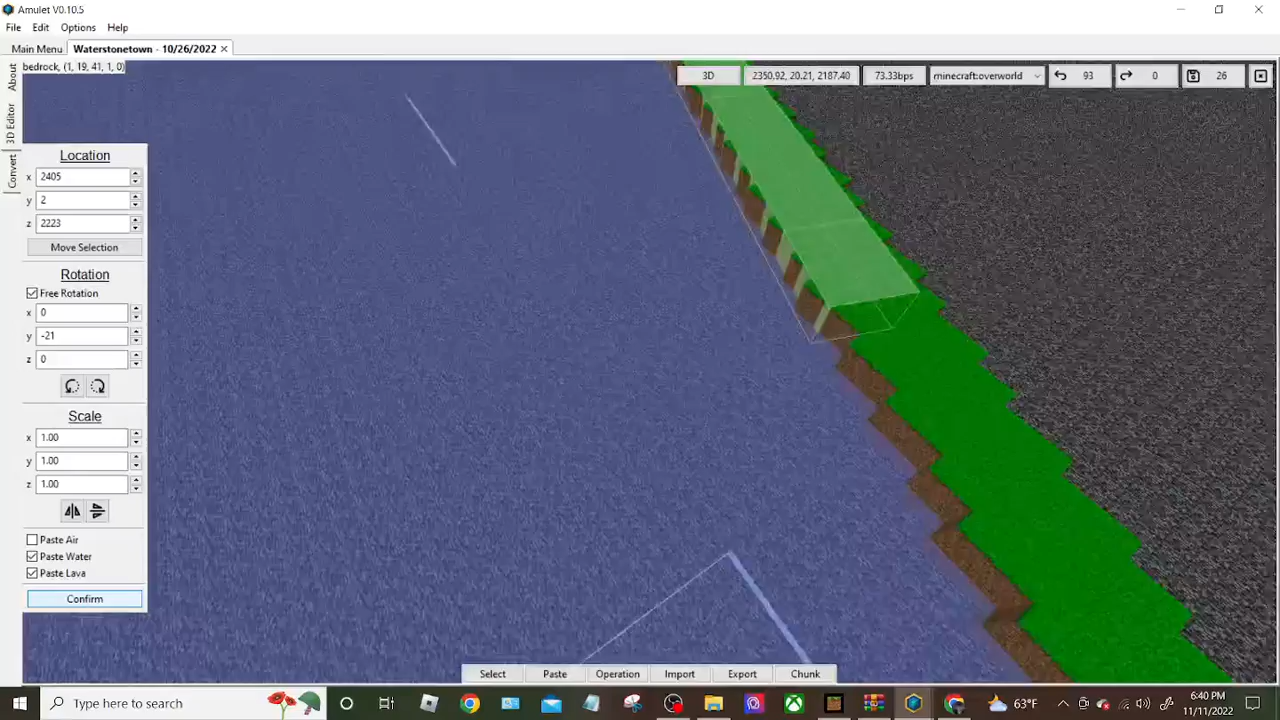 Amulet V0.10.5
File Edit Options Help
Main Menu Waterstonetown - 10/26/2022
bedrock, (1, 19, 41, 1, 0)
3D 2350.92, 20.21, 2187.40 73.33bps minecraft:overworld 93 0 26
About
3D Editor
Convert
Location
x 2405
y 2
z 2223
Move Selection
Rotation
Free Rotation
x 0
y -21
z 0
Scale
x 1.00
y 1.00
z 1.00
Paste Air
Paste Water
Paste Lava
Confirm
Select Paste Operation Import Export Chunk
Type here to search
63°F
6:40 PM
11/11/2022